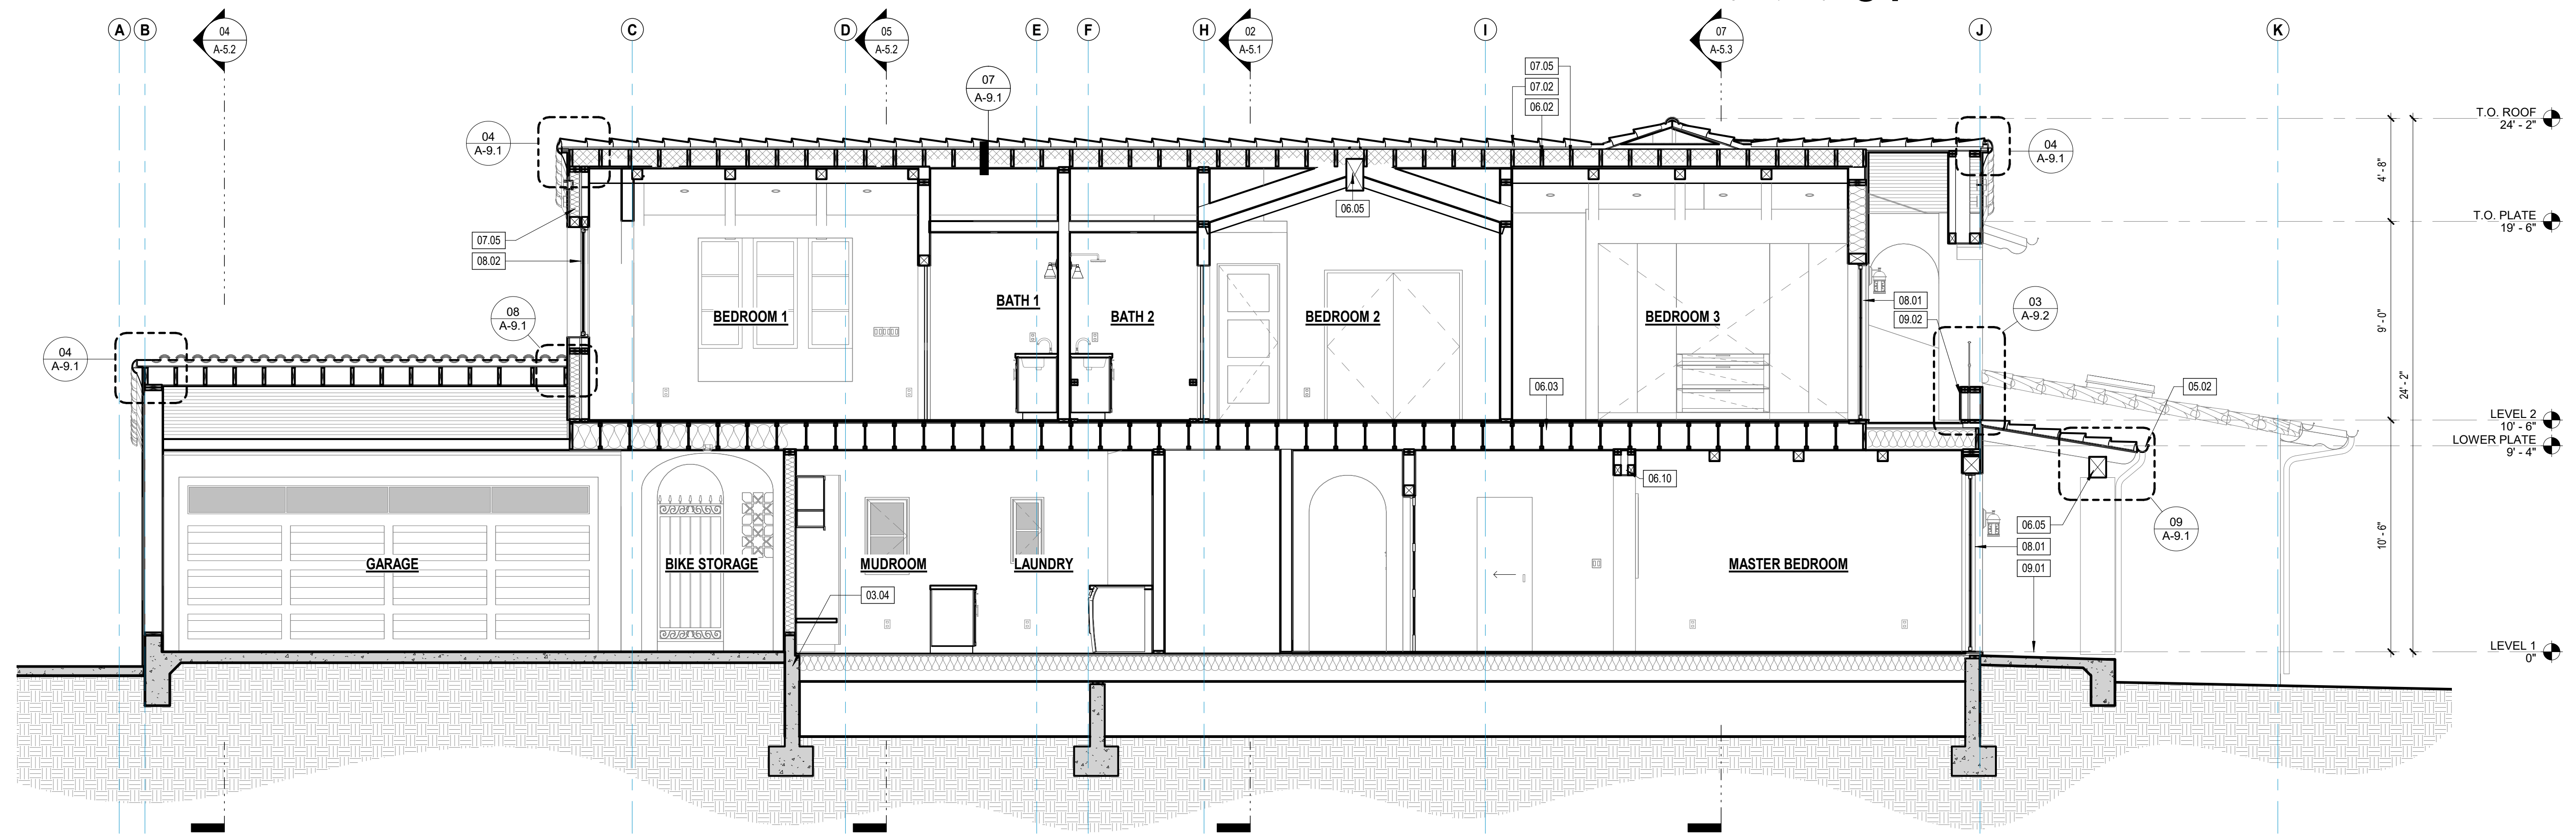 A
B
04
A-5.2
C
D
05
A-5.2
E
F
H
02
A-5.1
I
07
A-5.3
J
K
07
A-9.1
07.05
07.02
06.02
04
A-9.1
04
A-9.1
T.O. ROOF
24' - 2"
4' - 8"
06.05
T.O. PLATE
19' - 6"
07.05
08.02
BEDROOM 1
BATH 1
BATH 2
BEDROOM 2
BEDROOM 3
08.01
09.02
03
A-9.2
9' - 0"
08
A-9.1
04
A-9.1
06.03
05.02
24' - 2"
LEVEL 2
10' - 6"
LOWER PLATE
9' - 4"
06.10
06.05
08.01
09.01
09
A-9.1
10' - 6"
GARAGE
BIKE STORAGE
MUDROOM
LAUNDRY
MASTER BEDROOM
03.04
LEVEL 1
0"